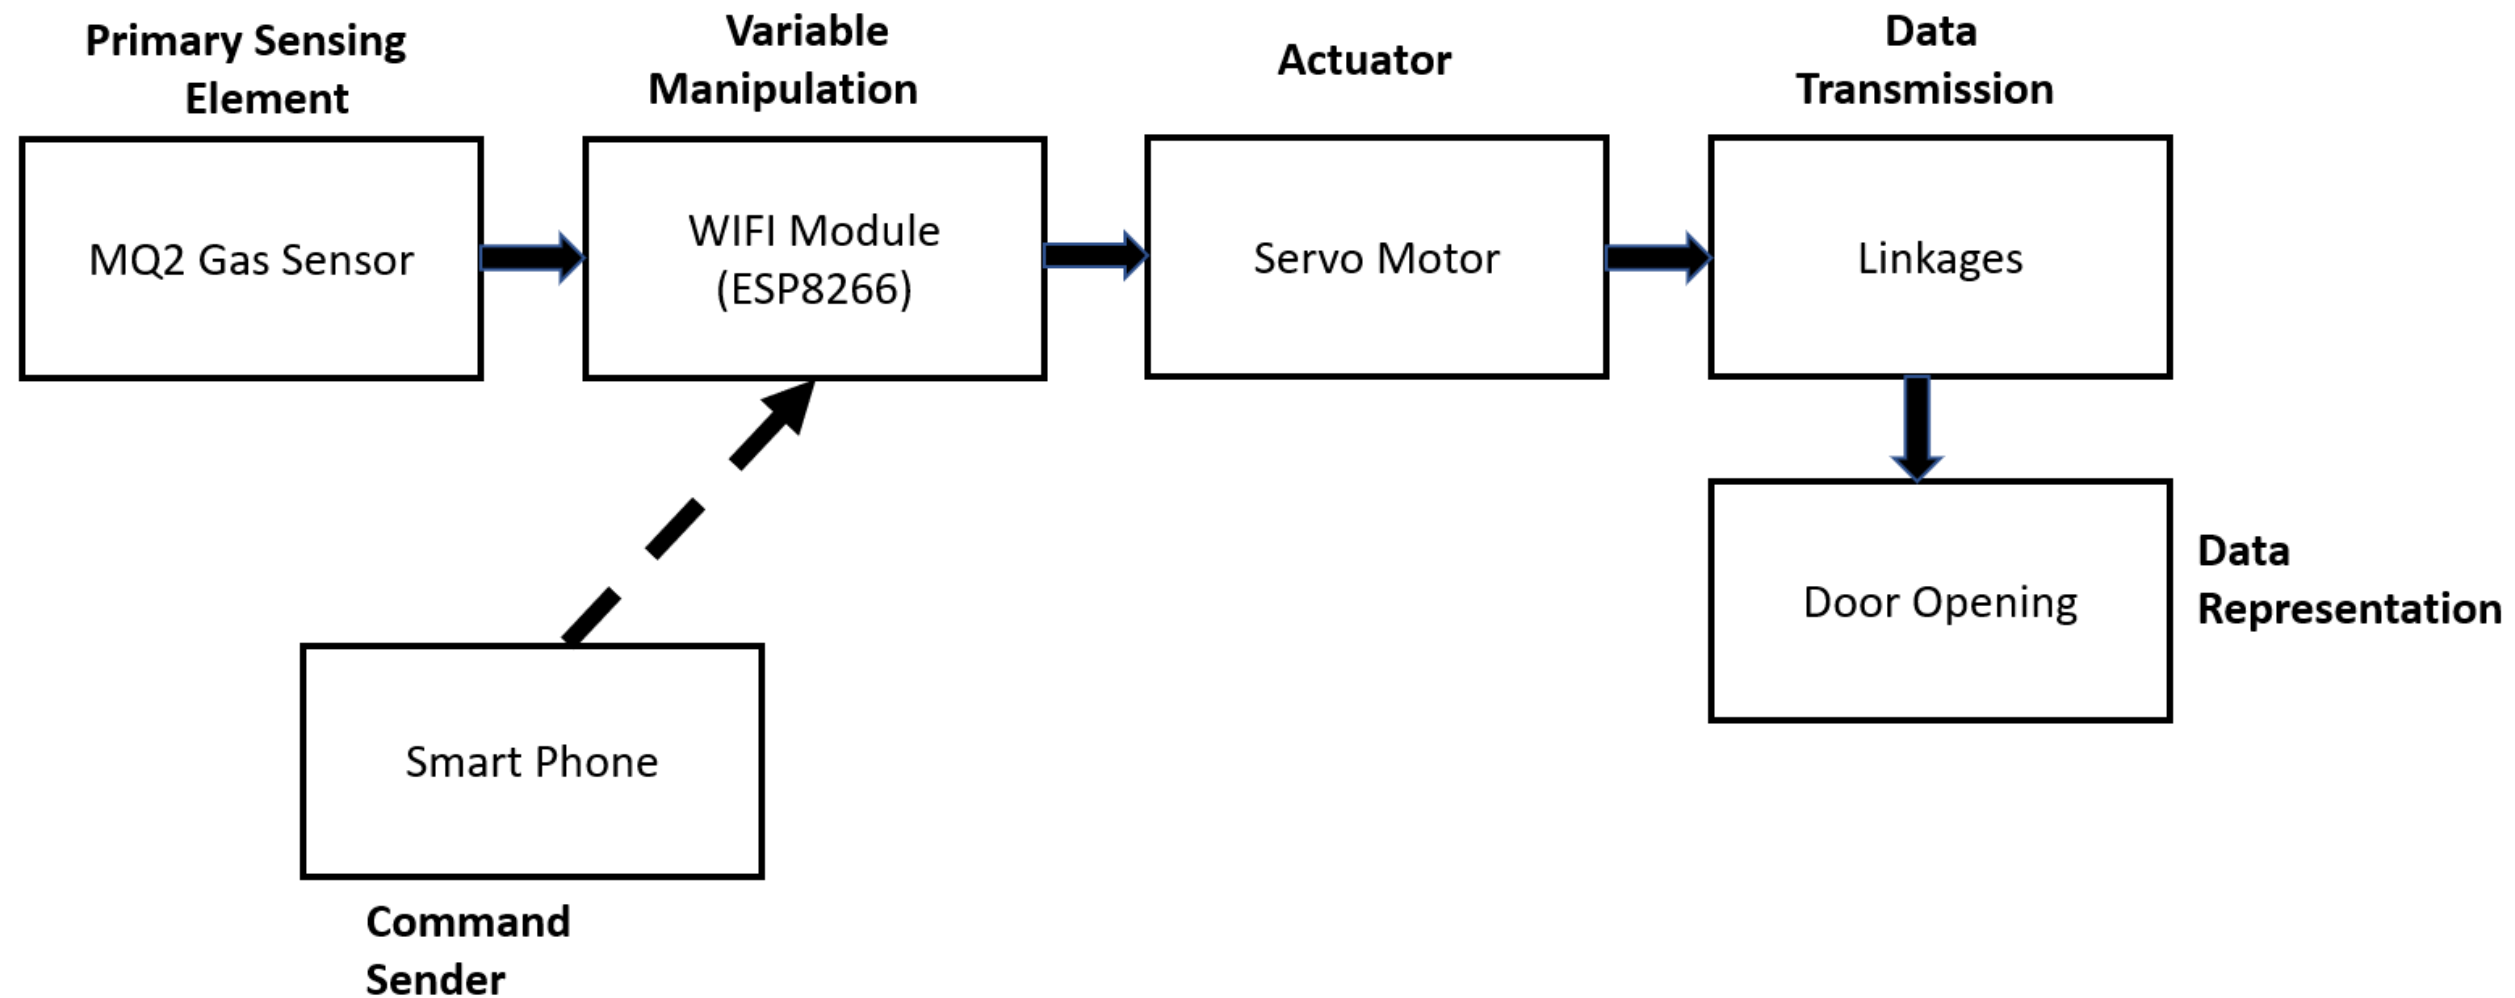 Primary Sensing
Element
Variable
Manipulation
Actuator
Data
Transmission
MQ2 Gas Sensor
WIFI Module
(ESP8266)
Servo Motor
Linkages
Door Opening
Data
Representation
Smart Phone
Command
Sender